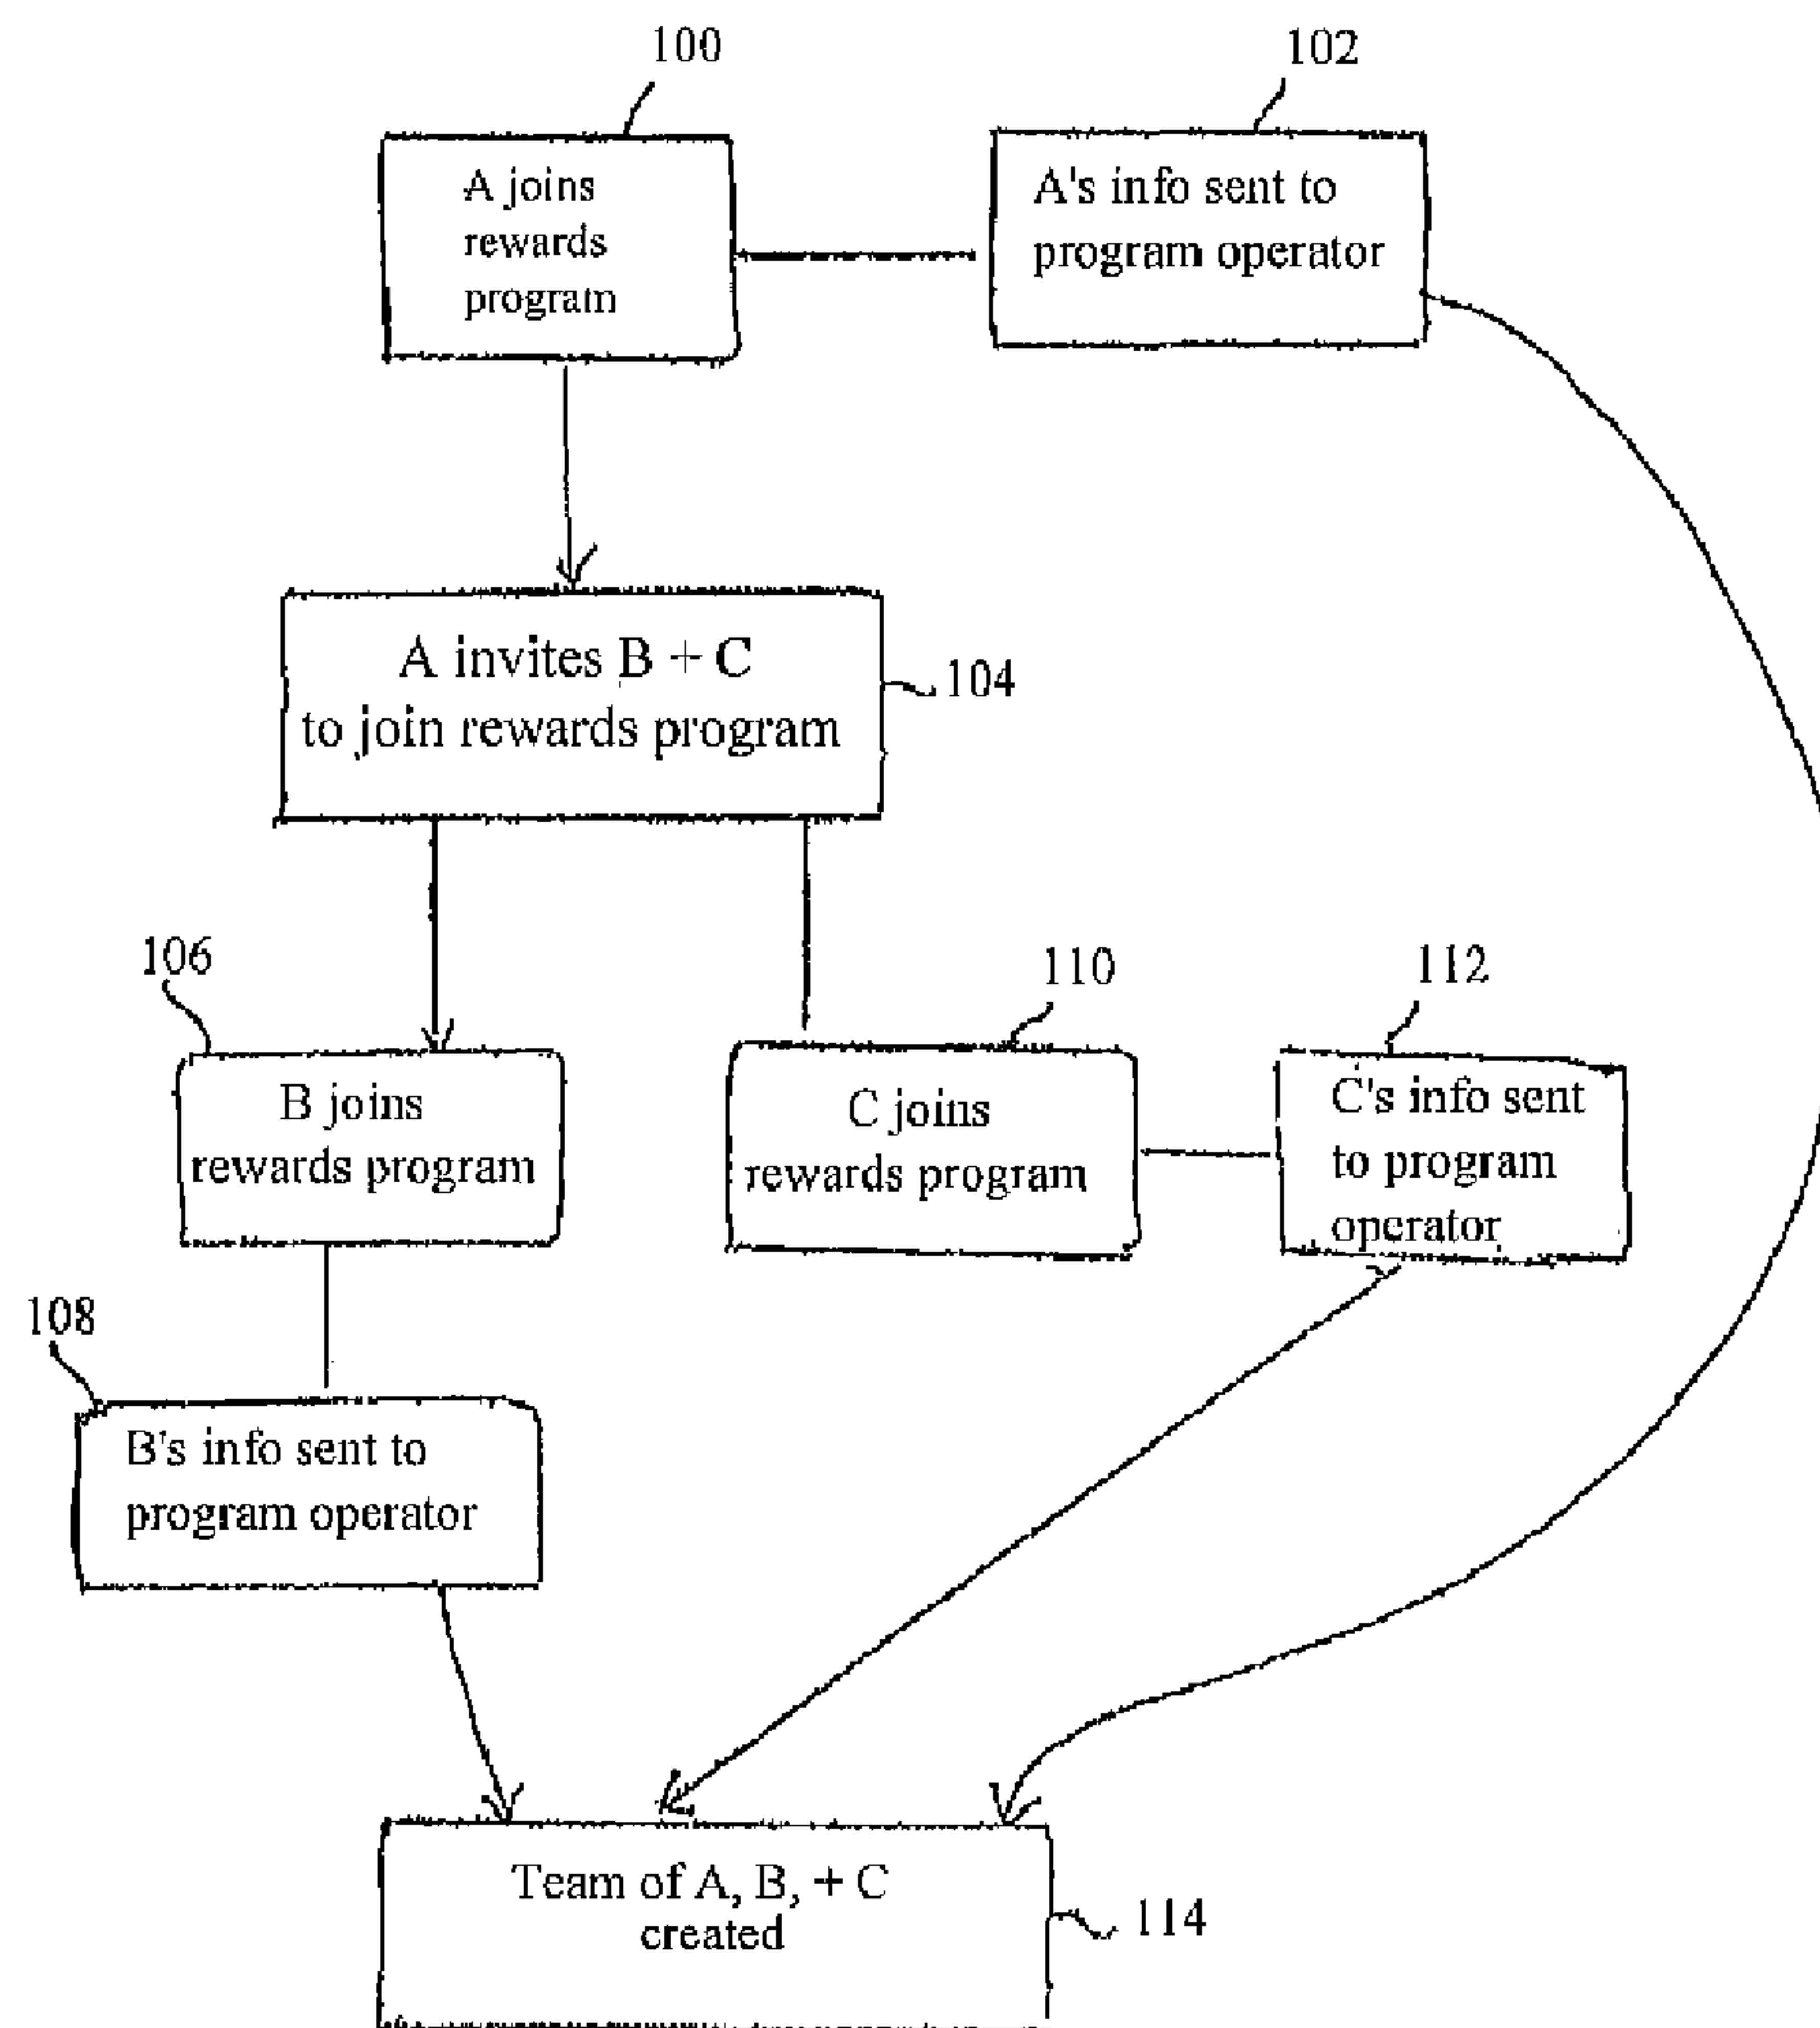 100
102
A joins
rewards
program
A's info sent to
program operator
A invites B + C
to join rewards program
104
106
110
112
B joins
rewards program
C joins
rewards program
C's info sent
to program
operator
108
B's info sent to
program operator
Team of A, B, + C
created
114